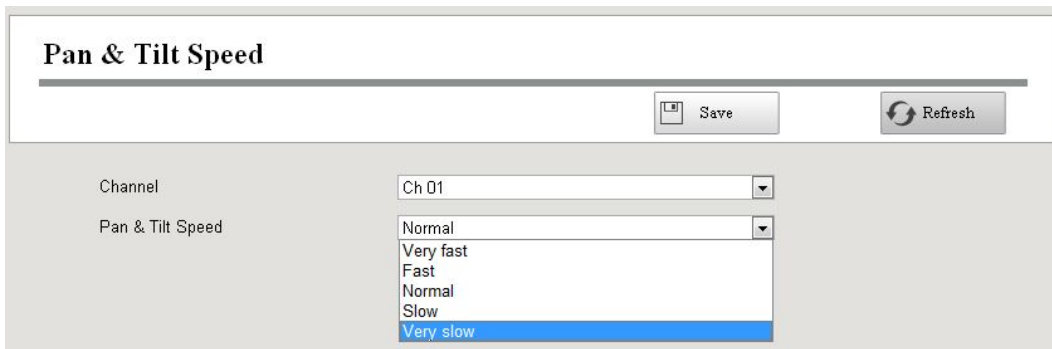 Pan & Tilt Speed
Save Refresh
Channel Ch 01
Pan & Tilt Speed Normal
Very fast
Fast
Normal
Slow
Very slow